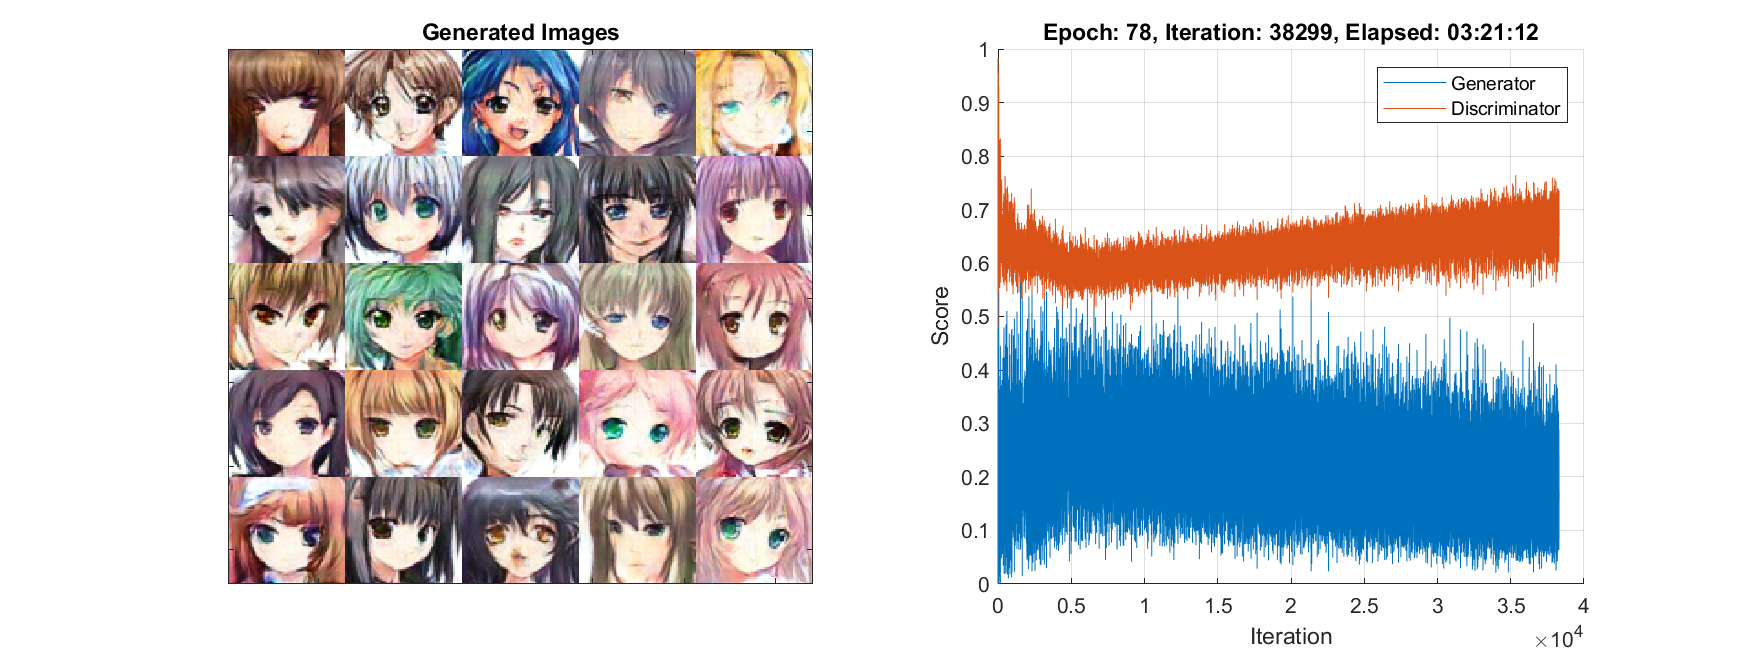 Generated Images
Epoch: 78, Iteration: 38299, Elapsed: 03:21:12
Generator
Discriminator
1
0.9
0.8
0.7
0.6
0.5
0.4
0.3
0.2
0.1
0
Score
0 0.5 1 1.5 2 2.5 3 3.5 4
Iteration
×10⁴